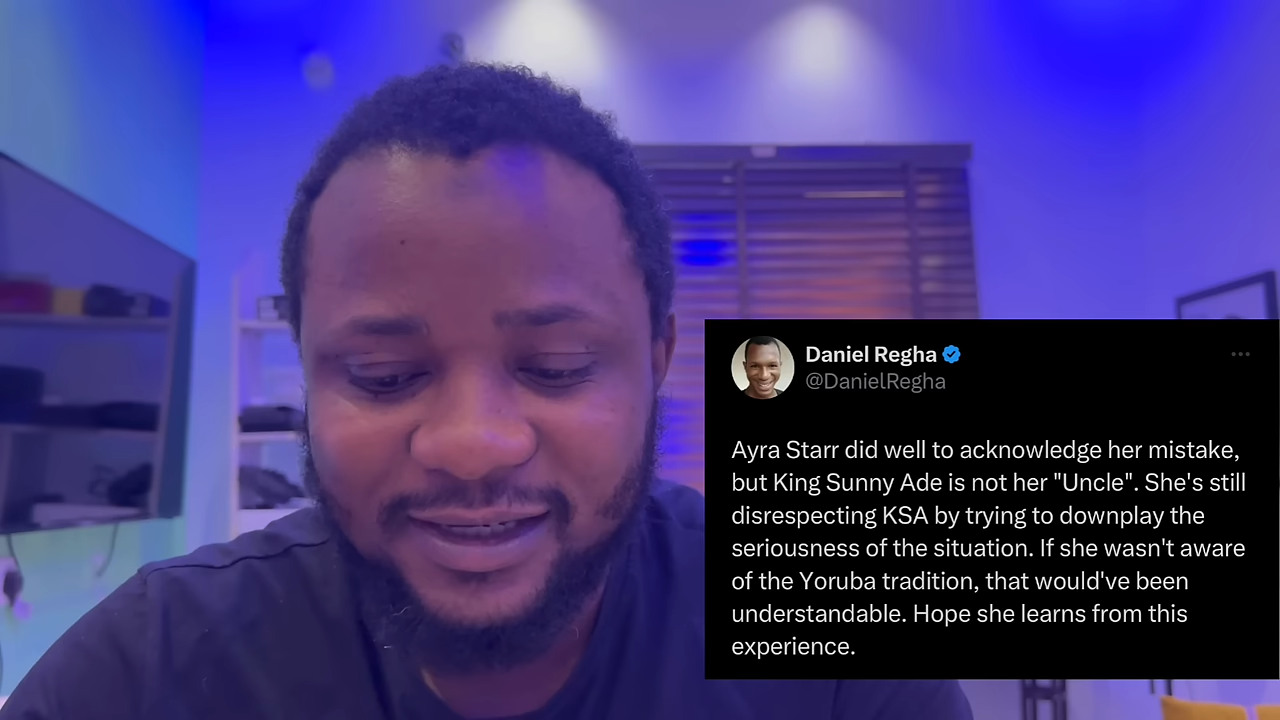 Daniel Regha
@DanielRegha
Ayra Starr did well to acknowledge her mistake,
but King Sunny Ade is not her "Uncle". She's still
disrespecting KSA by trying to downplay the
seriousness of the situation. If she wasn't aware
of the Yoruba tradition, that would've been
understandable. Hope she learns from this
experience.